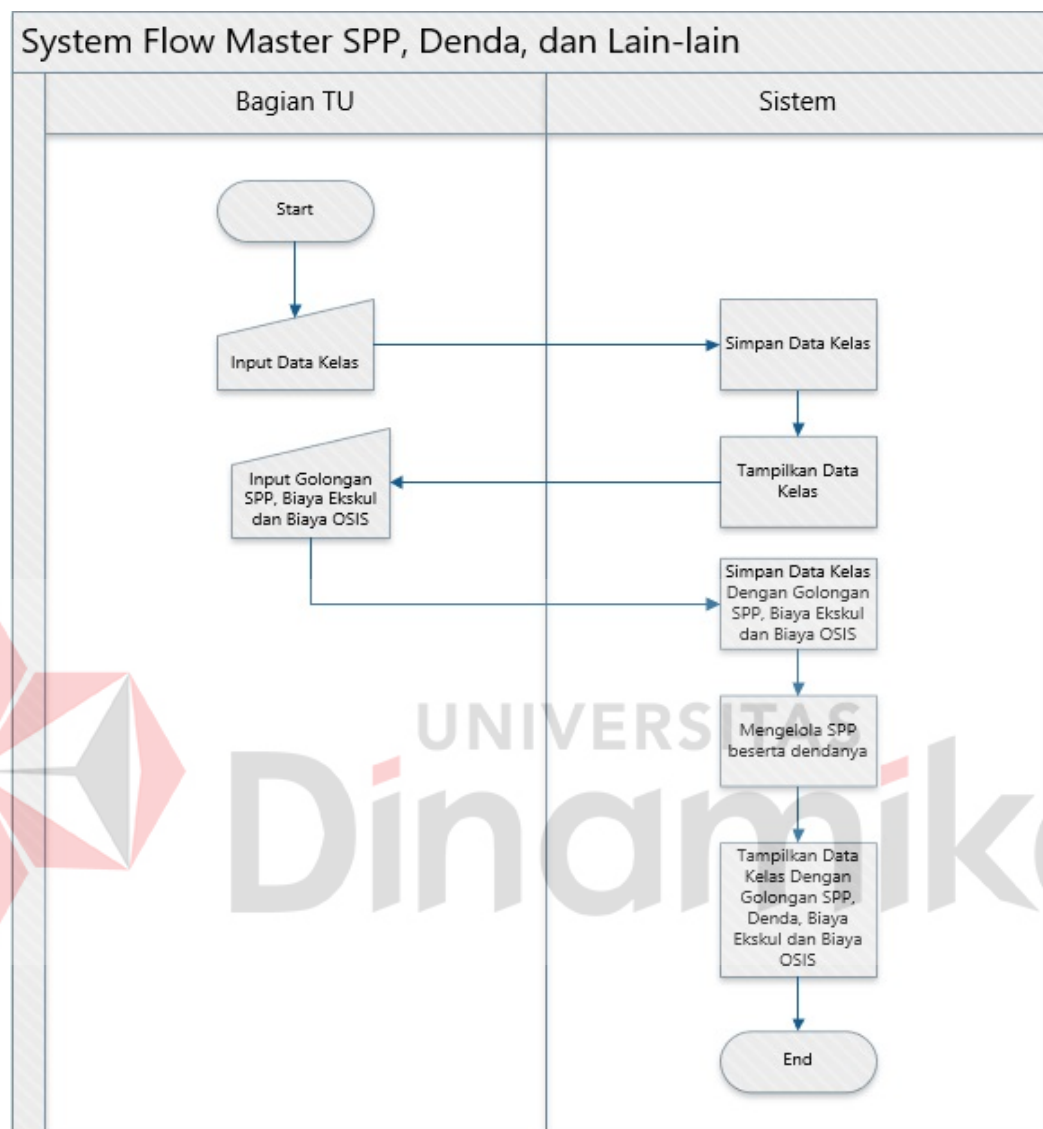 System Flow Master SPP, Denda, dan Lain-lain
Bagian TU
Sistem
Start
Input Data Kelas
Simpan Data Kelas
Tampilkan Data
Kelas
Input Golongan
SPP, Biaya Ekskul
dan Biaya OSIS
Simpan Data Kelas
Dengan Golongan
SPP, Biaya Ekskul
dan Biaya OSIS
Mengelola SPP
beserta dendanya
Tampilkan Data
Kelas Dengan
Golongan SPP,
Denda, Biaya
Ekskul dan Biaya
OSIS
End
UNIVERSITAS
Dinamika